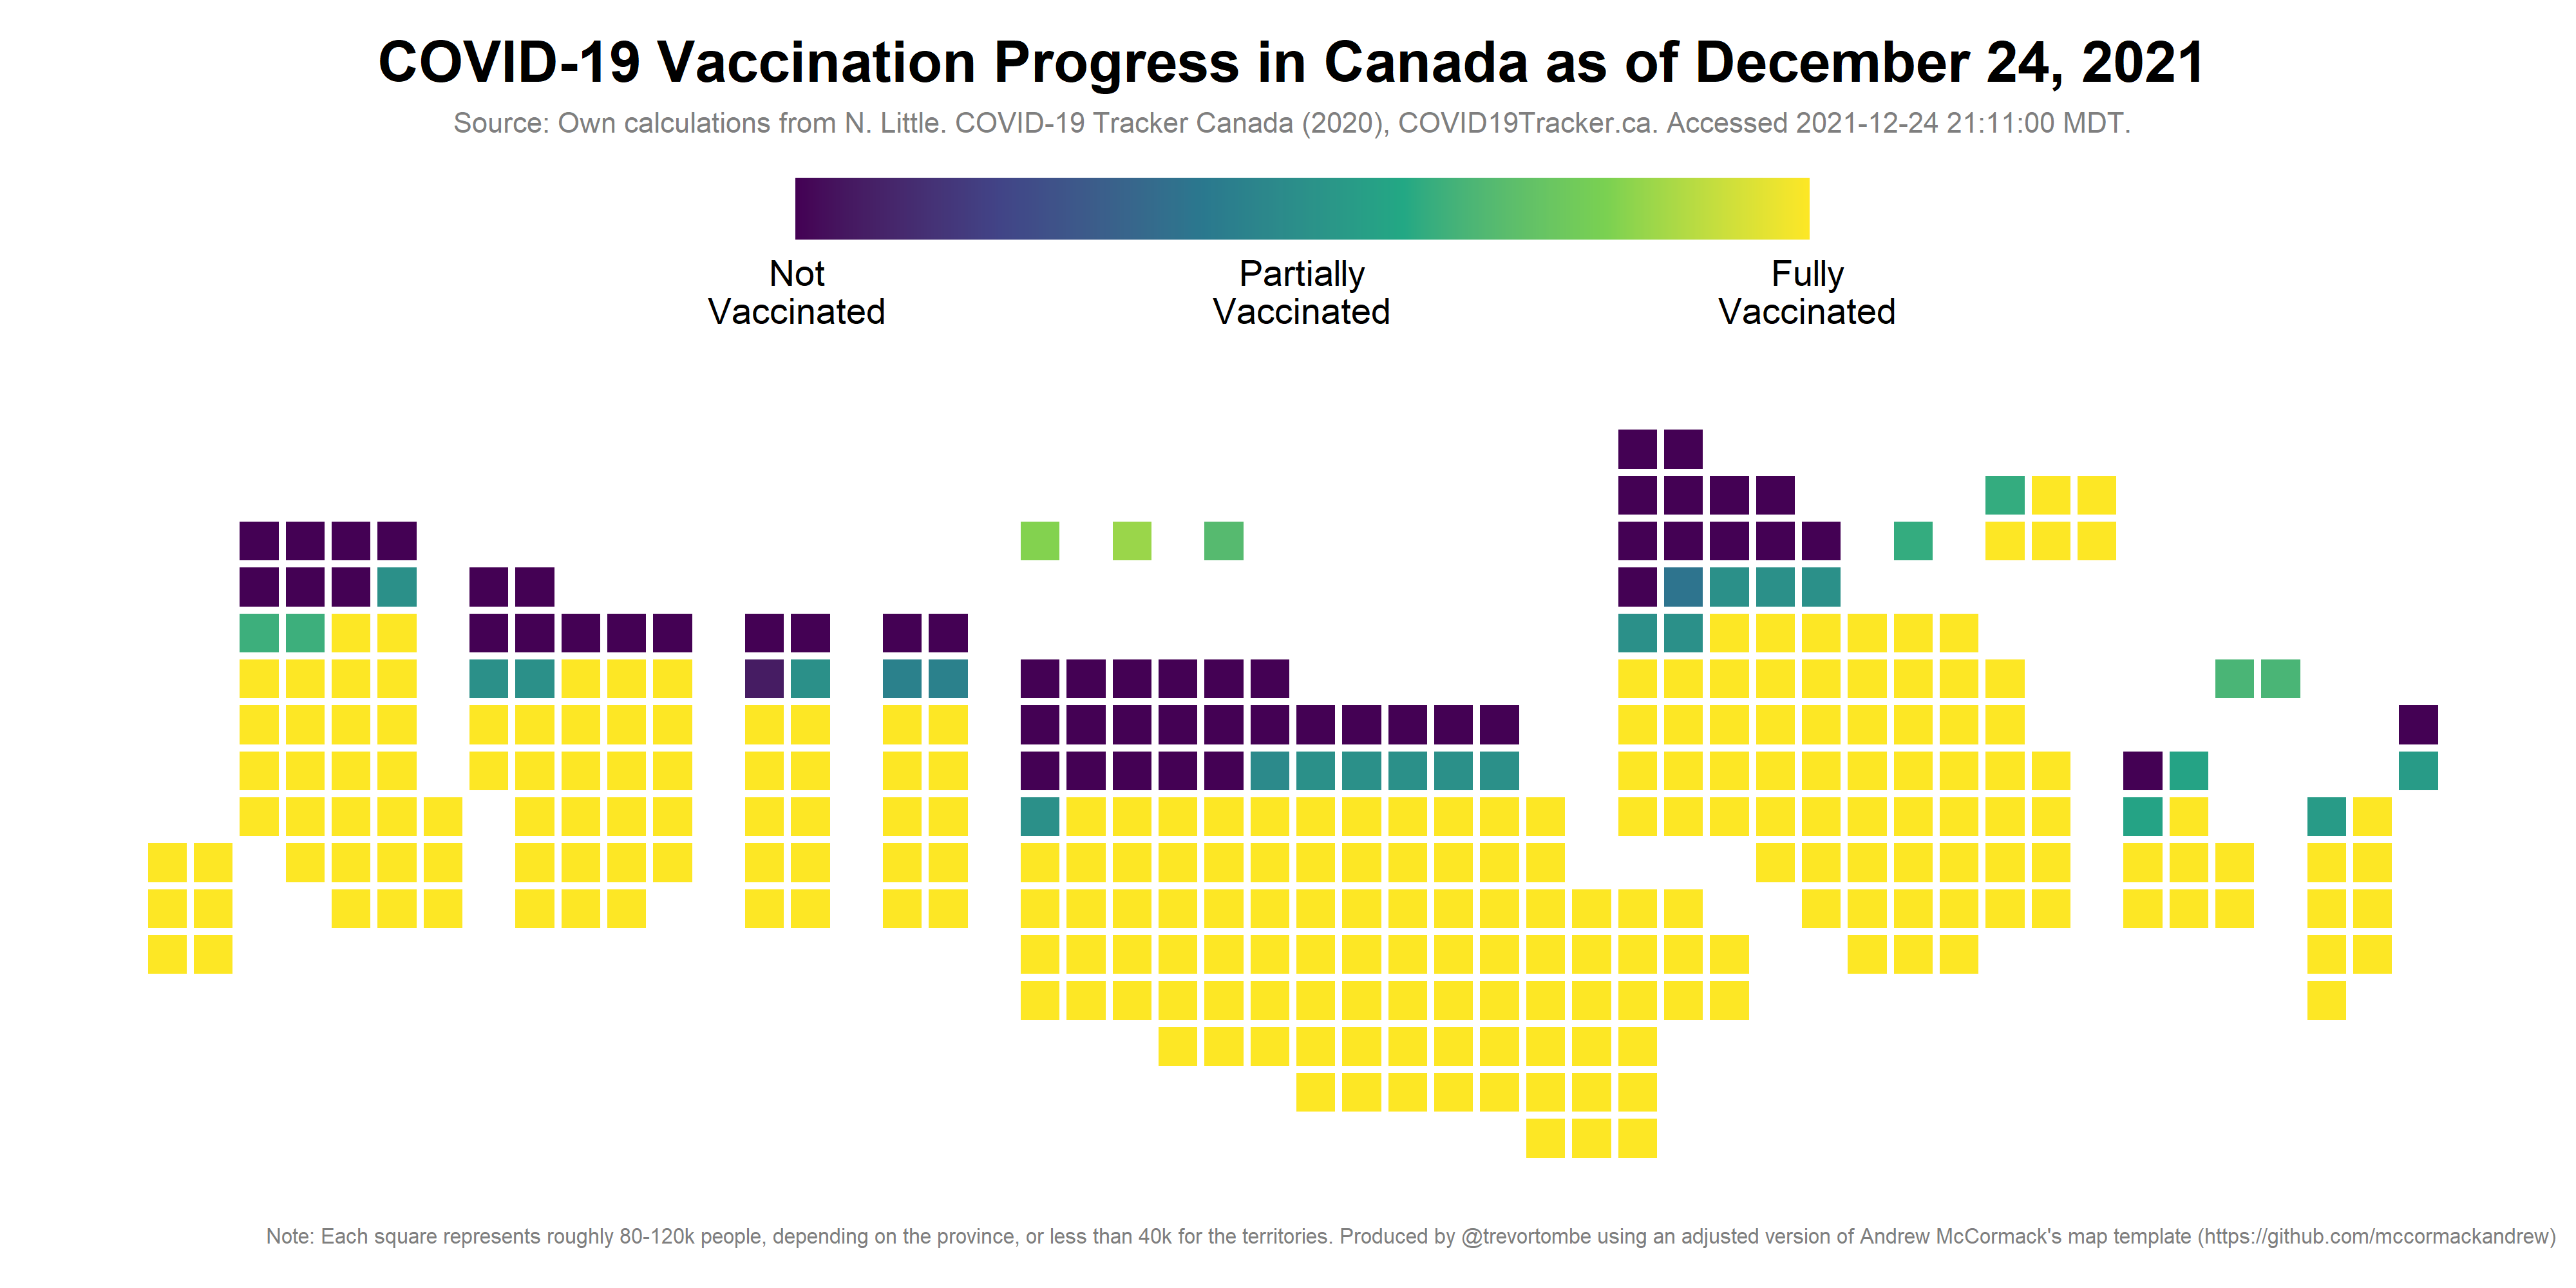 COVID-19 Vaccination Progress in Canada as of December 24, 2021
Source: Own calculations from N. Little. COVID-19 Tracker Canada (2020), COVID19Tracker.ca. Accessed 2021-12-24 21:11:00 MDT.
Not Vaccinated
Partially Vaccinated
Fully Vaccinated
Note: Each square represents roughly 80-120k people, depending on the province, or less than 40k for the territories. Produced by @trevortombe using an adjusted version of Andrew McCormack's map template (https://github.com/mccormackandrew)